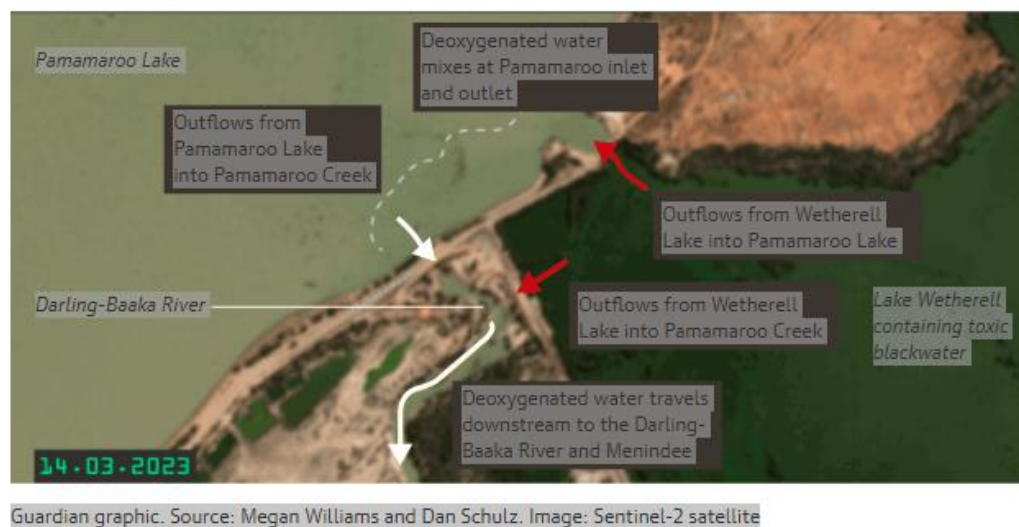 Pamamaroo Lake
Deoxygenated water
mixes at Pamamaroo inlet
and outlet
Outflows from
Pamamaroo Lake
into Pamamaroo Creek
Outflows from Wetherell
Lake into Pamamaroo Lake
Darling-Baaka River
Outflows from Wetherell
Lake into Pamamaroo Creek
Lake Wetherell
containing toxic
blackwater
Deoxygenated water travels
downstream to the Darling-
Baaka River and Menindee
14.03.2023
Guardian graphic. Source: Megan Williams and Dan Schulz. Image: Sentinel-2 satellite